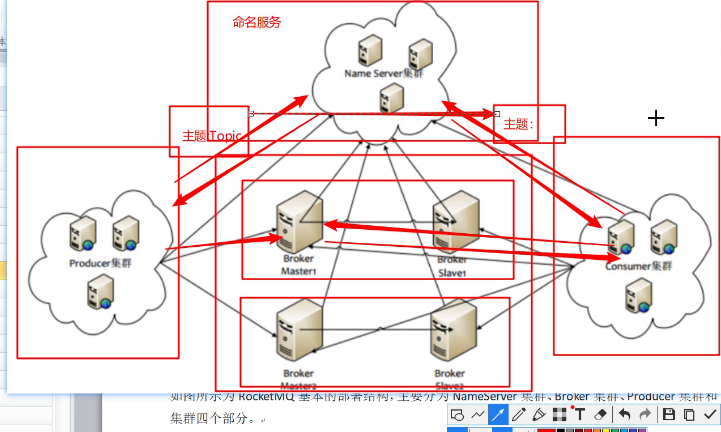 命名服务
Name Server集群
主题Topic
主题：
Producer集群
Broker
Master1
Broker
Slave1
Consumer集群
Broker
Master2
Broker
Slave2
如图所示为 RocketMQ 基本的部署结构，主要分为 NameServer 集群、Broker 集群、Producer 集群和
集群四个部分。